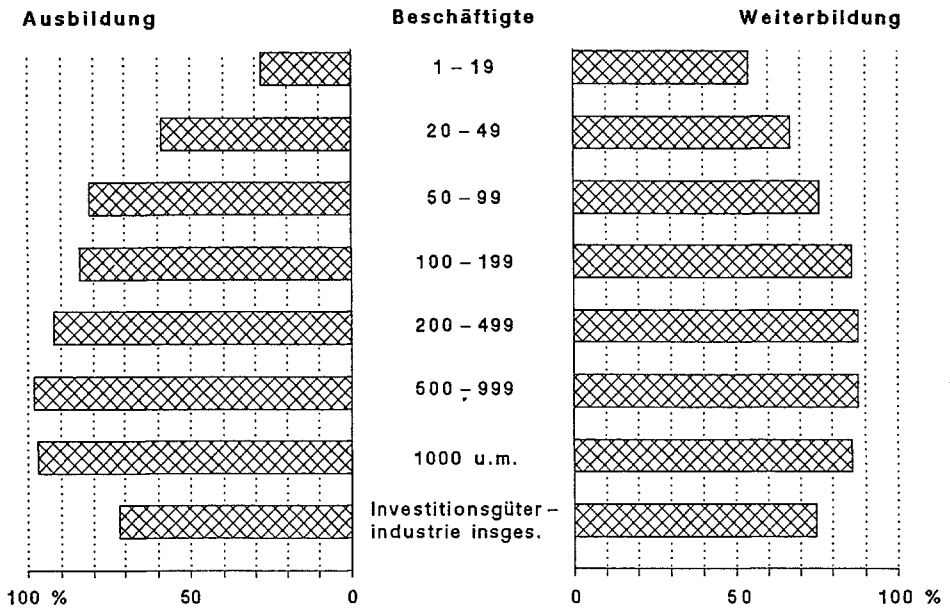 Ausbildung Beschäftigte Weiterbildung
1 – 19
20 – 49
50 – 99
100 – 199
200 – 499
500 – 999
1000 u.m.
Investitionsgüter –
industrie insges.
100 % 50 0 0 50 100 %